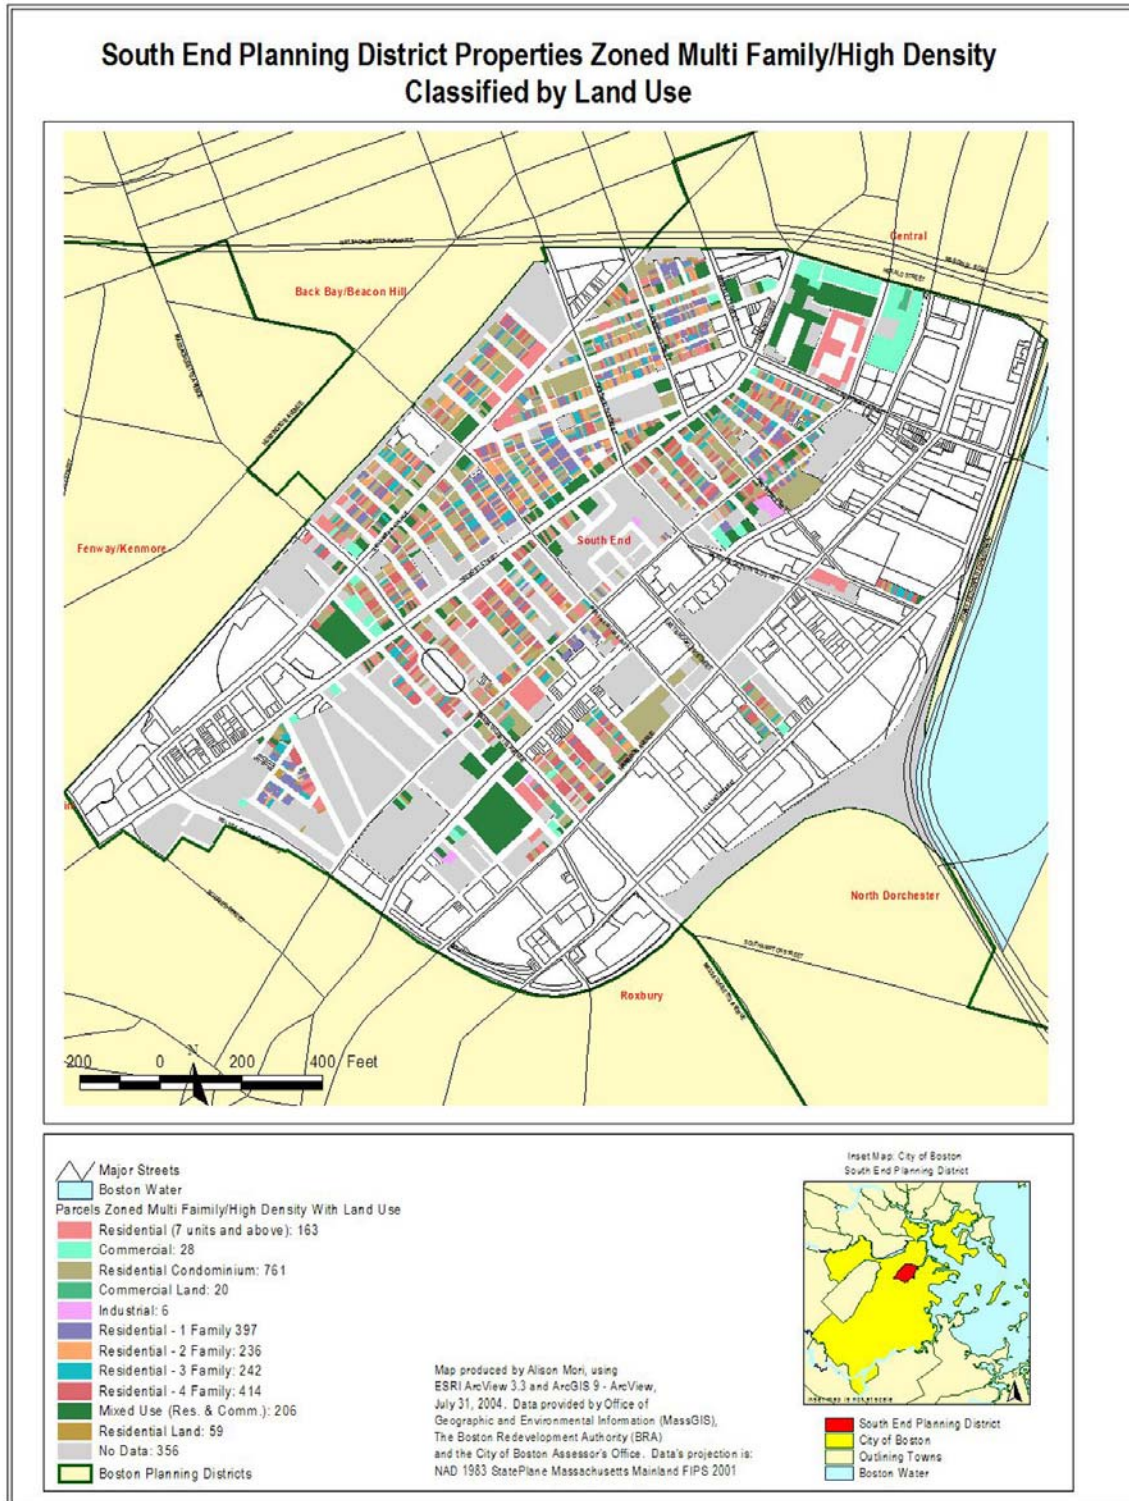 South End Planning District Properties Zoned Multi Family/High Density
Classified by Land Use
Central
Back Bay/Beacon Hill
Fenway/Kenmore
South End
North Dorchester
Roxbury
N
200 0 200 400 Feet
Major Streets
Boston Water
Parcels Zoned Multi Faimily/High Density With Land Use
Residential (7 units and above): 163
Commercial: 28
Residential Condominium: 761
Commercial Land: 20
Industrial: 6
Residential - 1 Family 397
Residential - 2 Family: 236
Residential - 3 Family: 242
Residential - 4 Family: 414
Mixed Use (Res. & Comm.): 206
Residential Land: 59
No Data: 356
Boston Planning Districts
Map produced by Alison Mori, using
ESRI ArcView 3.3 and ArcGIS 9 - ArcView,
July 31, 2004. Data provided by Office of
Geographic and Environmental Information (MassGIS),
The Boston Redevelopment Authority (BRA)
and the City of Boston Assessor's Office. Data's projection is:
NAD 1983 StatePlane Massachusetts Mainland FIPS 2001
Inset Map: City of Boston
South End Planning District
Inset map is not at scale
N
South End Planning District
City of Boston
Outlining Towns
Boston Water